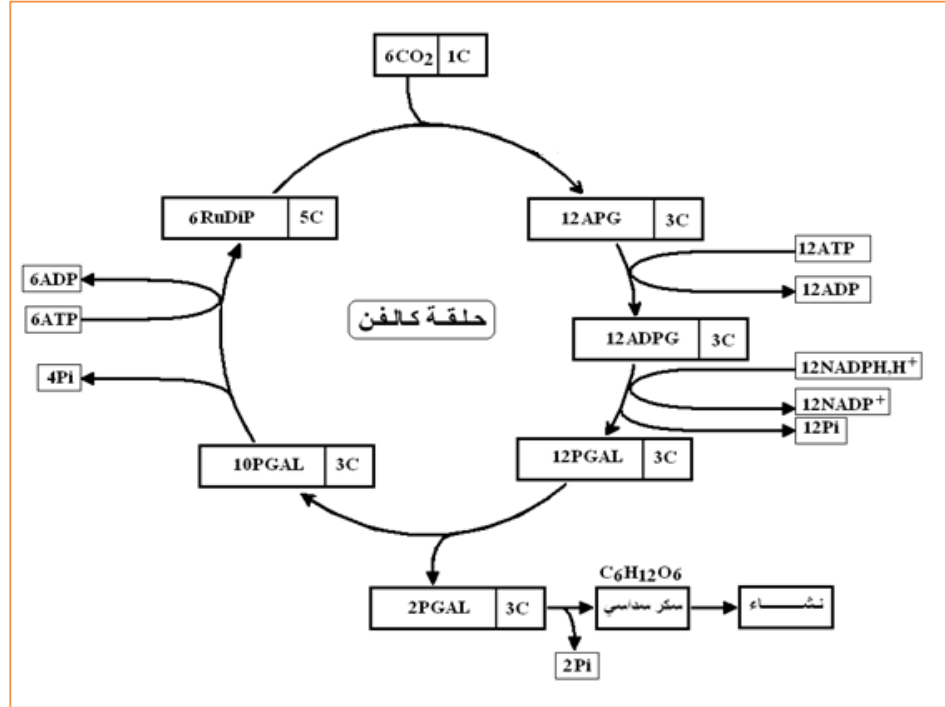 6CO₂ 1C
6RuDiP 5C
12APG 3C
12ATP
12ADP
6ADP
6ATP
حلقة كالفن
12ADPG 3C
12NADPH,H⁺
12NADP⁺
12Pi
4Pi
10PGAL 3C
12PGAL 3C
C₆H₁₂O₆
2PGAL 3C
سكر سداسي
نشاء
2Pi